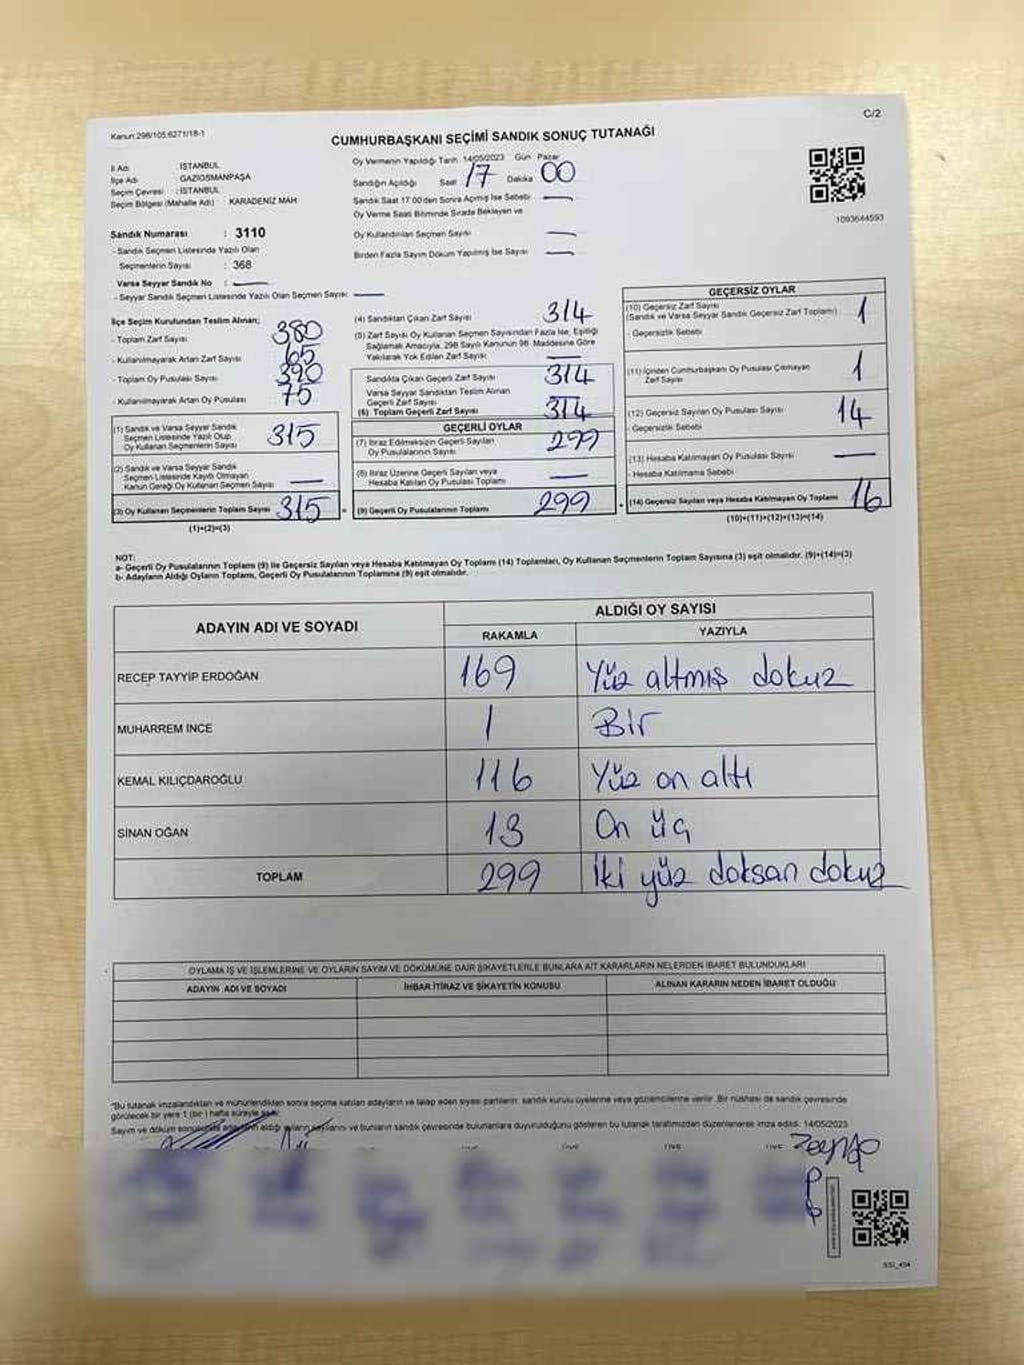 C/2
Kanun:298/105;6271/18-1
CUMHURBAŞKANI SEÇİMİ SANDIK SONUÇ TUTANAĞI
İl Adı : İSTANBUL
İlçe Adı : GAZİOSMANPAŞA
Seçim Çevresi : İSTANBUL
Seçim Bölgesi (Mahalle Adı) : KARADENİZ MAH.
Oy Vermenin Yapıldığı Tarih 14/05/2023 Gün Pazar
Sandığın Açıldığı Saat 17 Dakika 00
Sandık Saat 17.00'den Sonra Açılmış İse Sebebi —
Oy Verme Saati Bitiminde Sırada Bekleyen ve
Oy Kullandırılan Seçmen Sayısı —
Birden Fazla Sayım Döküm Yapılmış İse Sayısı —
1093644593
Sandık Numarası : 3110
- Sandık Seçmen Listesinde Yazılı Olan
Seçmenlerin Sayısı : 368
Varsa Seyyar Sandık No : —
- Seyyar Sandık Seçmen Listesinde Yazılı Olan Seçmen Sayısı: —
İlçe Seçim Kurulundan Teslim Alınan;
- Toplam Zarf Sayısı 380
- Kullanılmayarak Artan Zarf Sayısı 65
- Toplam Oy Pusulası Sayısı 390
- Kullanılmayarak Artan Oy Pusulası 75
(1) Sandık ve Varsa Seyyar Sandık
Seçmen Listesinde Yazılı Olup
Oy Kullanan Seçmenlerin Sayısı 315
(2) Sandık ve Varsa Seyyar Sandık
Seçmen Listesinde Kayıtlı Olmayan
Kanun Gereği Oy Kullanan Seçmen Sayısı —
(3) Oy Kullanan Seçmenlerin Toplam Sayısı 315
(1)+(2)=(3)
(4) Sandıktan Çıkan Zarf Sayısı 314
(5) Zarf Sayısı Oy Kullanan Seçmen Sayısından Fazla İse, Eşitliği
Sağlamak Amacıyla, 298 Sayılı Kanunun 98. Maddesine Göre
Yakılarak Yok Edilen Zarf Sayısı —
Sandıkta Çıkan Geçerli Zarf Sayısı 314
Varsa Seyyar Sandıktan Teslim Alınan
Geçerli Zarf Sayısı —
(6) Toplam Geçerli Zarf Sayısı 314
GEÇERLİ OYLAR
(7) İtiraz Edilmeksizin Geçerli Sayılan
Oy Pusulalarının Sayısı 299
(8) İtiraz Üzerine Geçerli Sayılan veya
Hesaba Katılan Oy Pusulası Toplamı —
= (9) Geçerli Oy Pusulalarının Toplamı 299
GEÇERSİZ OYLAR
(10) Geçersiz Zarf Sayısı
(Sandık ve Varsa Seyyar Sandık Geçersiz Zarf Toplamı) 1
- Geçersizlik Sebebi
(11) İçinden Cumhurbaşkanı Oy Pusulası Çıkmayan
Zarf Sayısı 1
(12) Geçersiz Sayılan Oy Pusulası Sayısı 14
- Geçersizlik Sebebi
(13) Hesaba Katılmayan Oy Pusulası Sayısı —
- Hesaba Katılmama Sebebi
+ (14) Geçersiz Sayılan veya Hesaba Katılmayan Oy Toplamı 16
(10)+(11)+(12)+(13)=(14)
NOT:
a- Geçerli Oy Pusulalarının Toplamı (9) ile Geçersiz Sayılan veya Hesaba Katılmayan Oy Toplamı (14) Toplamları, Oy Kullanan Seçmenlerin Toplam Sayısına (3) eşit olmalıdır. (9)+(14)=(3)
b- Adayların Aldığı Oyların Toplamı, Geçerli Oy Pusulalarının Toplamına (9) eşit olmalıdır.
ADAYIN ADI VE SOYADI
ALDIĞI OY SAYISI
RAKAMLA YAZIYLA
RECEP TAYYİP ERDOĞAN 169 Yüz altmış dokuz
MUHARREM İNCE 1 Bir
KEMAL KILIÇDAROĞLU 116 Yüz on altı
SİNAN OĞAN 13 On üç
TOPLAM 299 İki yüz doksan dokuz
OYLAMA İŞ VE İŞLEMLERİNE VE OYLARIN SAYIM VE DÖKÜMÜNE DAİR ŞİKAYETLERLE BUNLARA AİT KARARLARIN NELERDEN İBARET BULUNDUKLARI
ADAYIN ADI VE SOYADI İHBAR İTİRAZ VE ŞİKAYETİN KONUSU ALINAN KARARIN NEDEN İBARET OLDUĞU
*Bu tutanak imzalandıktan ve mühürlendikten sonra seçime katılan adayların ve talep eden siyasi partilerin; sandık kurulu üyelerine veya gözlemcilerine verilir. Bir nüshası de sandık çevresinde
görülecek bir yere 1 (bir) hafta süreyle asılır.
Sayım ve döküm sonucunda adayların aldığı oyların sayılarını ve bunların sandık çevresinde bulunanlara duyurulduğunu gösteren bu tutanak tarafımızdan düzenlenerek imza edildi. 14/05/2023
Zeynep
SSI_404